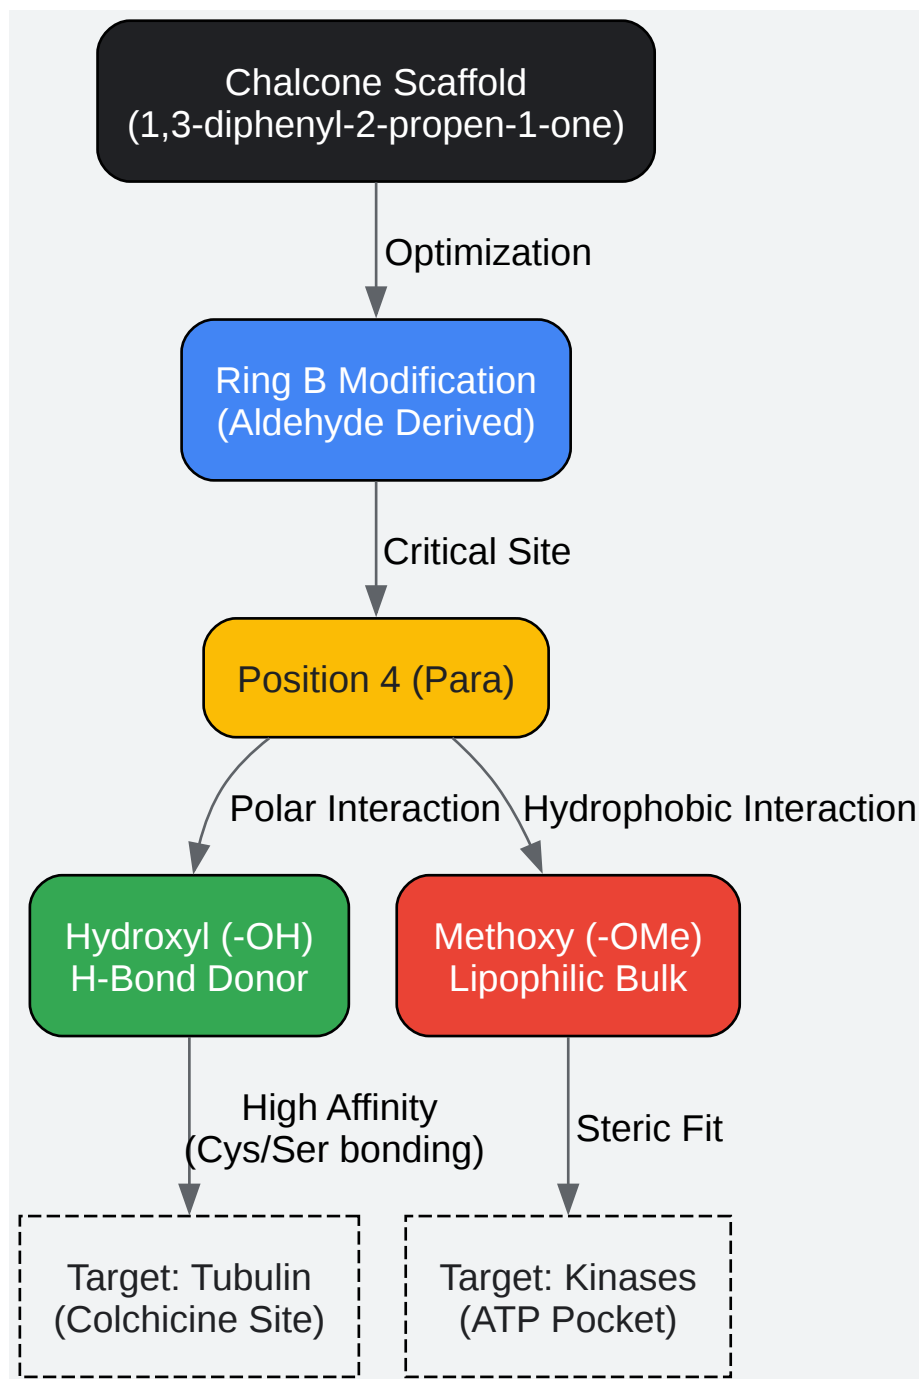 Chalcone Scaffold
(1,3-diphenyl-2-propen-1-one)
Optimization
Ring B Modification
(Aldehyde Derived)
Critical Site
Position 4 (Para)
Polar Interaction
Hydrophobic Interaction
Hydroxyl (-OH)
H-Bond Donor
Methoxy (-OMe)
Lipophilic Bulk
High Affinity
(Cys/Ser bonding)
Steric Fit
Target: Tubulin
(Colchicine Site)
Target: Kinases
(ATP Pocket)